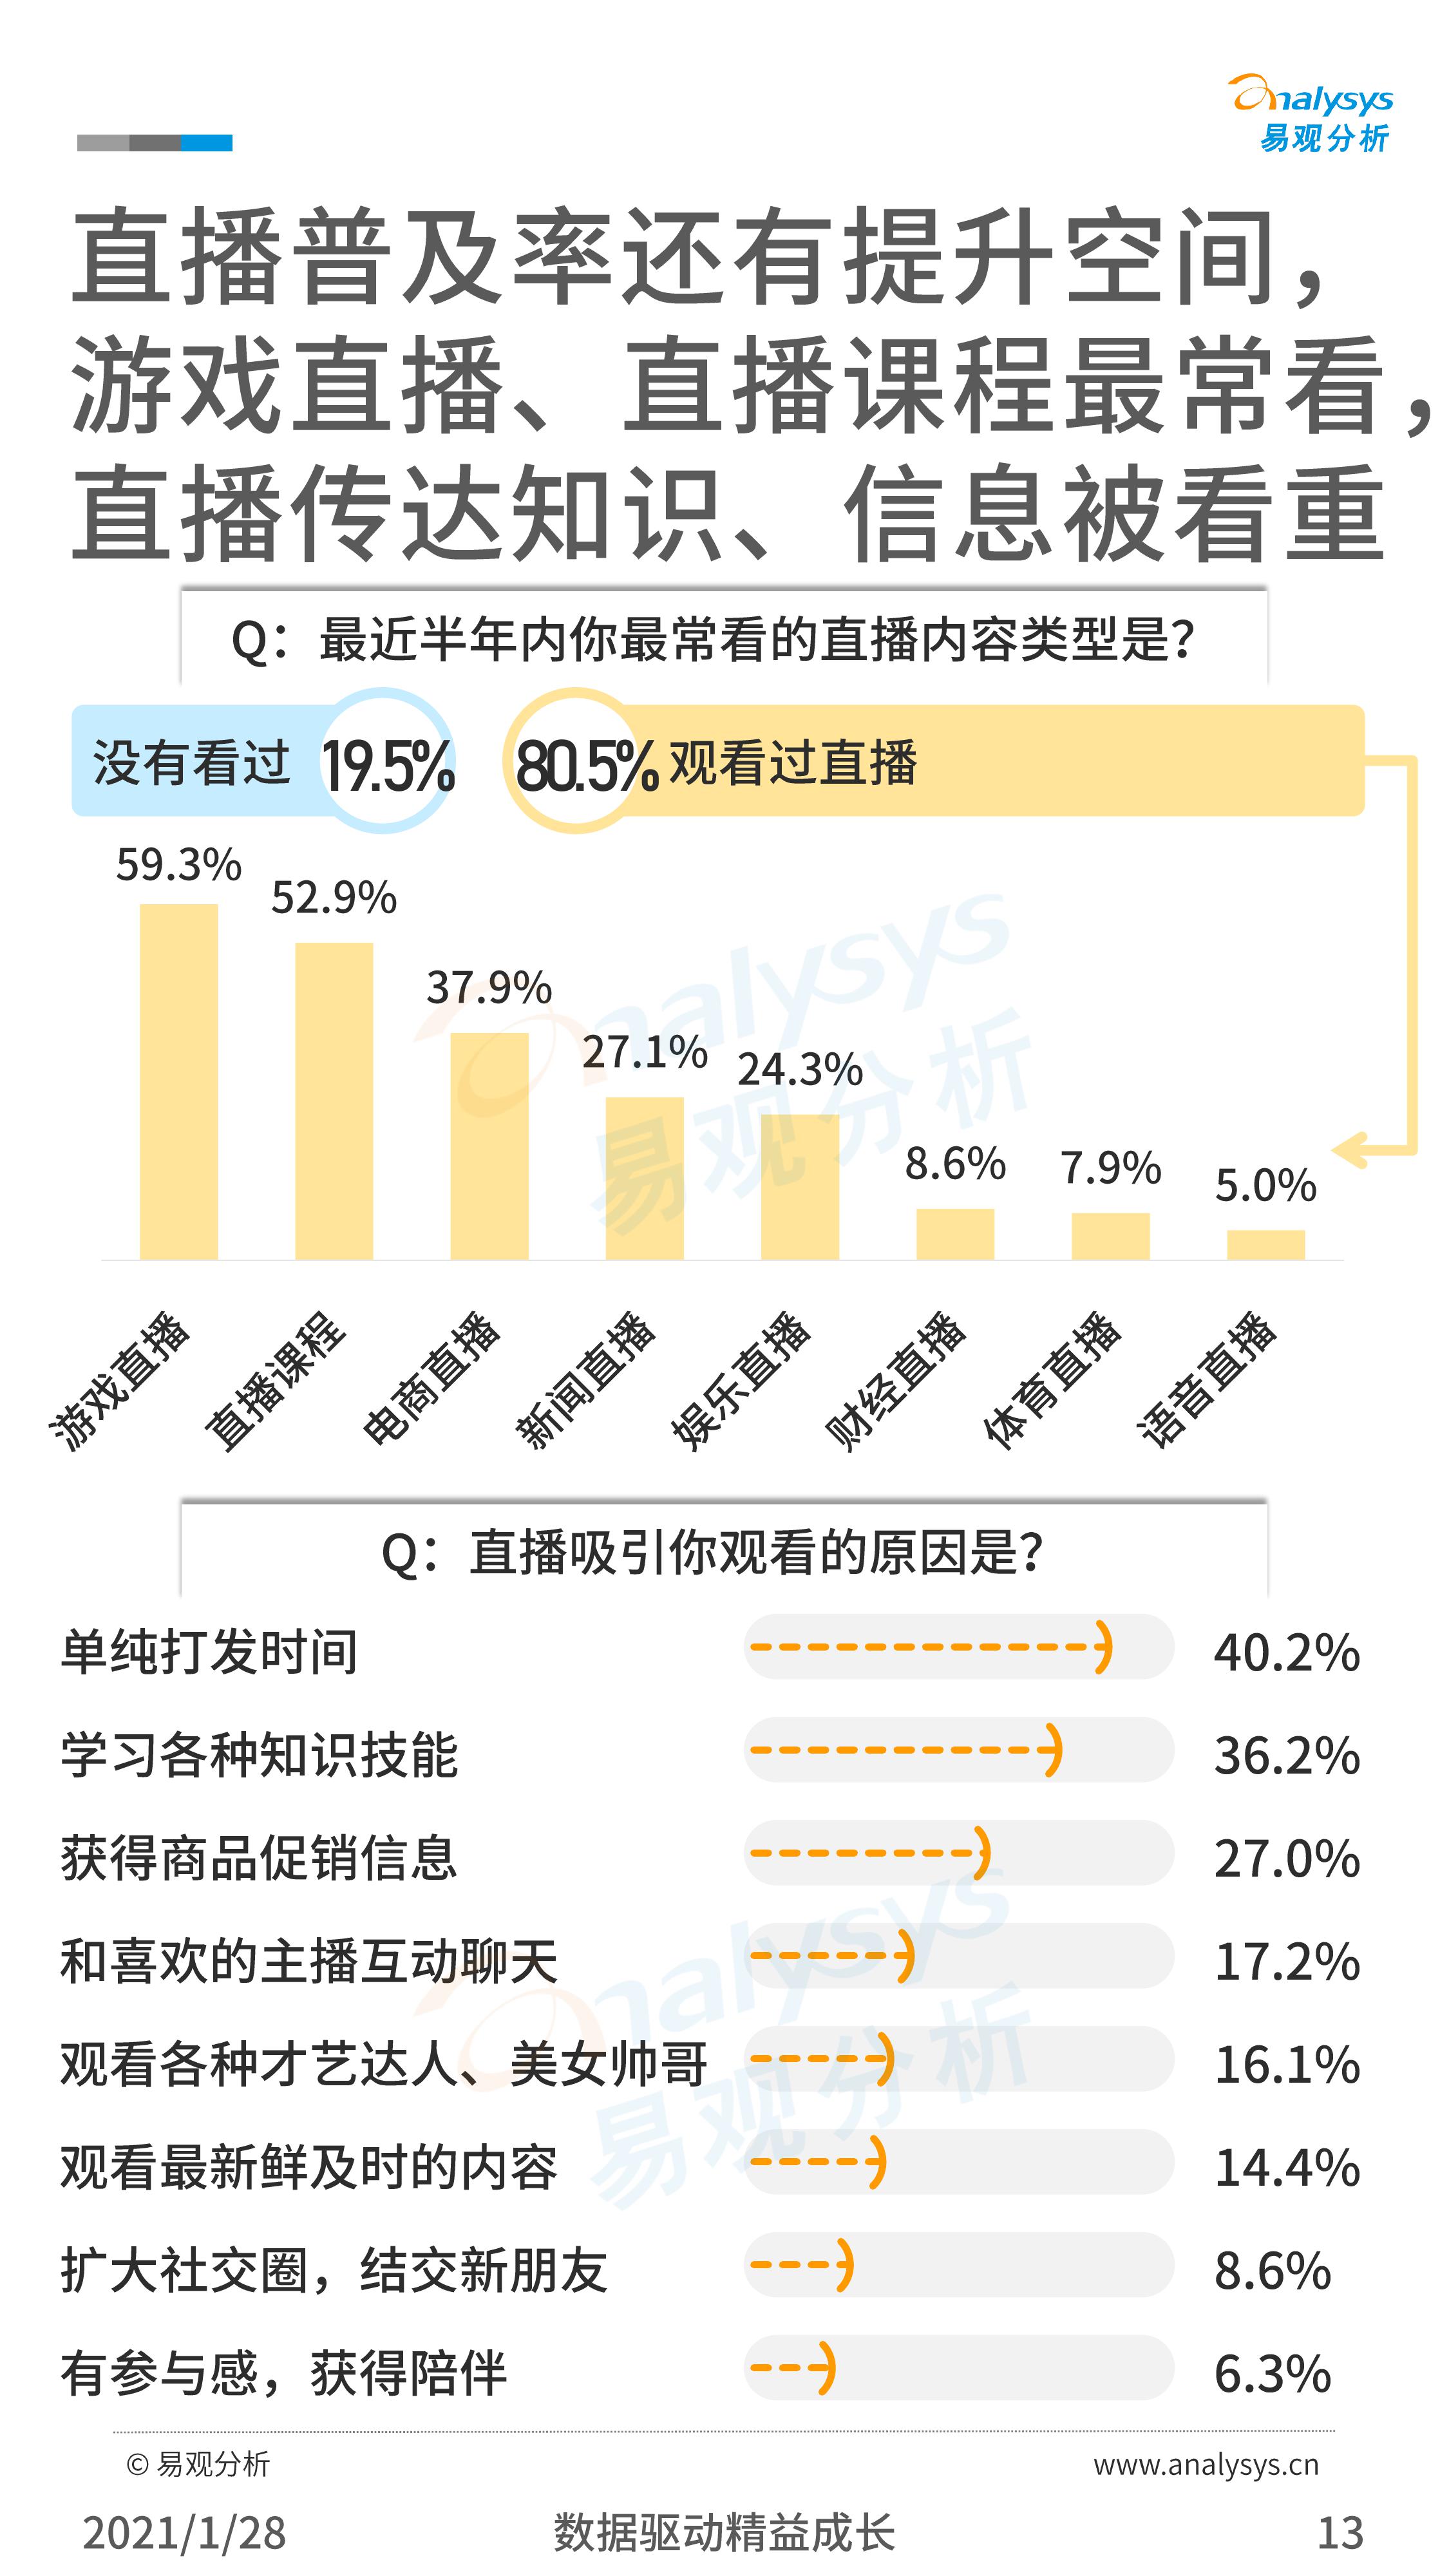 analysys
易观分析
直播普及率还有提升空间，
游戏直播、直播课程最常看，
直播传达知识、信息被看重
Q：最近半年内你最常看的直播内容类型是？
没有看过 19.5% 80.5% 观看过直播
59.3%
52.9%
37.9%
27.1%
24.3%
8.6%
7.9%
5.0%
游戏直播
直播课程
电商直播
新闻直播
娱乐直播
财经直播
体育直播
语音直播
analysys
易观分析
Q：直播吸引你观看的原因是？
单纯打发时间 40.2%
学习各种知识技能 36.2%
获得商品促销信息 27.0%
和喜欢的主播互动聊天 17.2%
观看各种才艺达人、美女帅哥 16.1%
观看最新鲜及时的内容 14.4%
扩大社交圈，结交新朋友 8.6%
有参与感，获得陪伴 6.3%
analysys
易观分析
© 易观分析 www.analysys.cn
2021/1/28 数据驱动精益成长 13